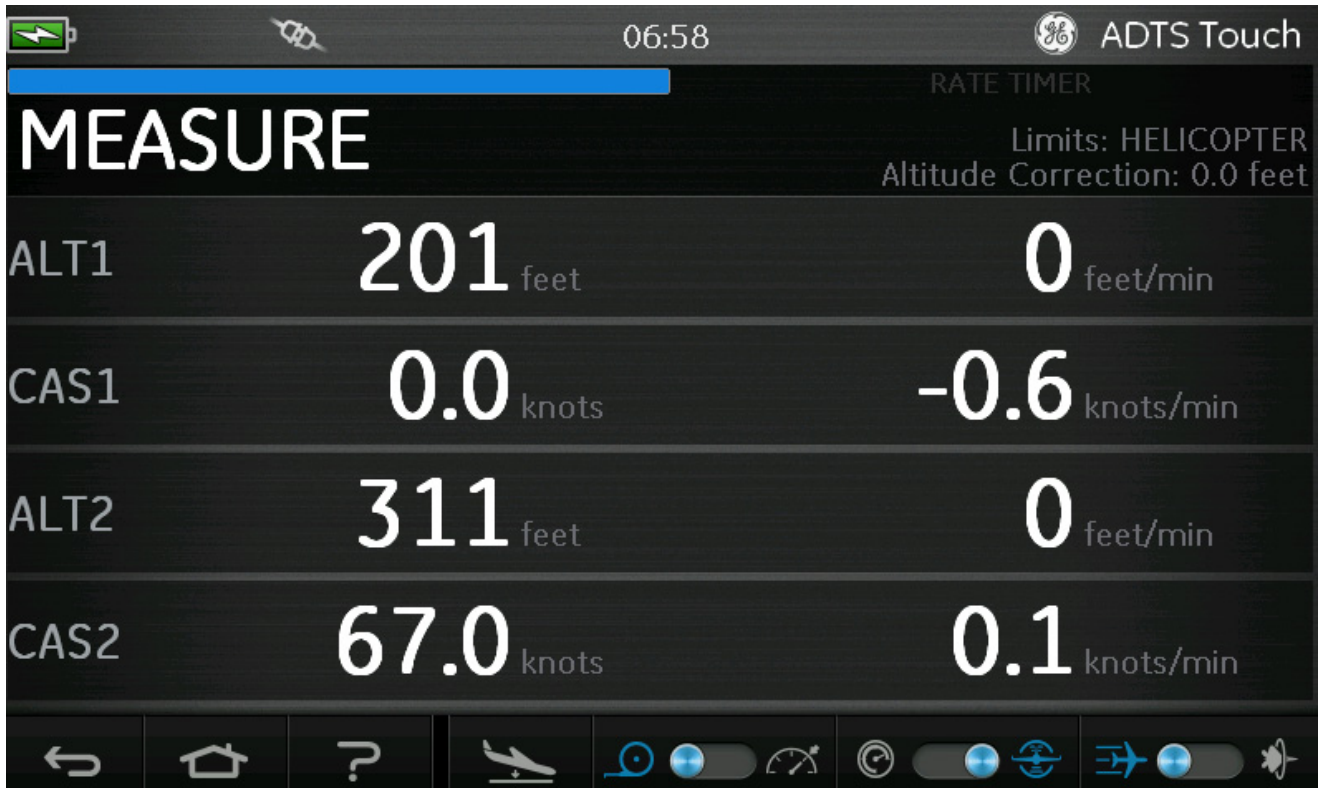 06:58 ADTS Touch
RATE TIMER
MEASURE
Limits: HELICOPTER
Altitude Correction: 0.0 feet
ALT1 201 feet 0 feet/min
CAS1 0.0 knots -0.6 knots/min
ALT2 311 feet 0 feet/min
CAS2 67.0 knots 0.1 knots/min
?